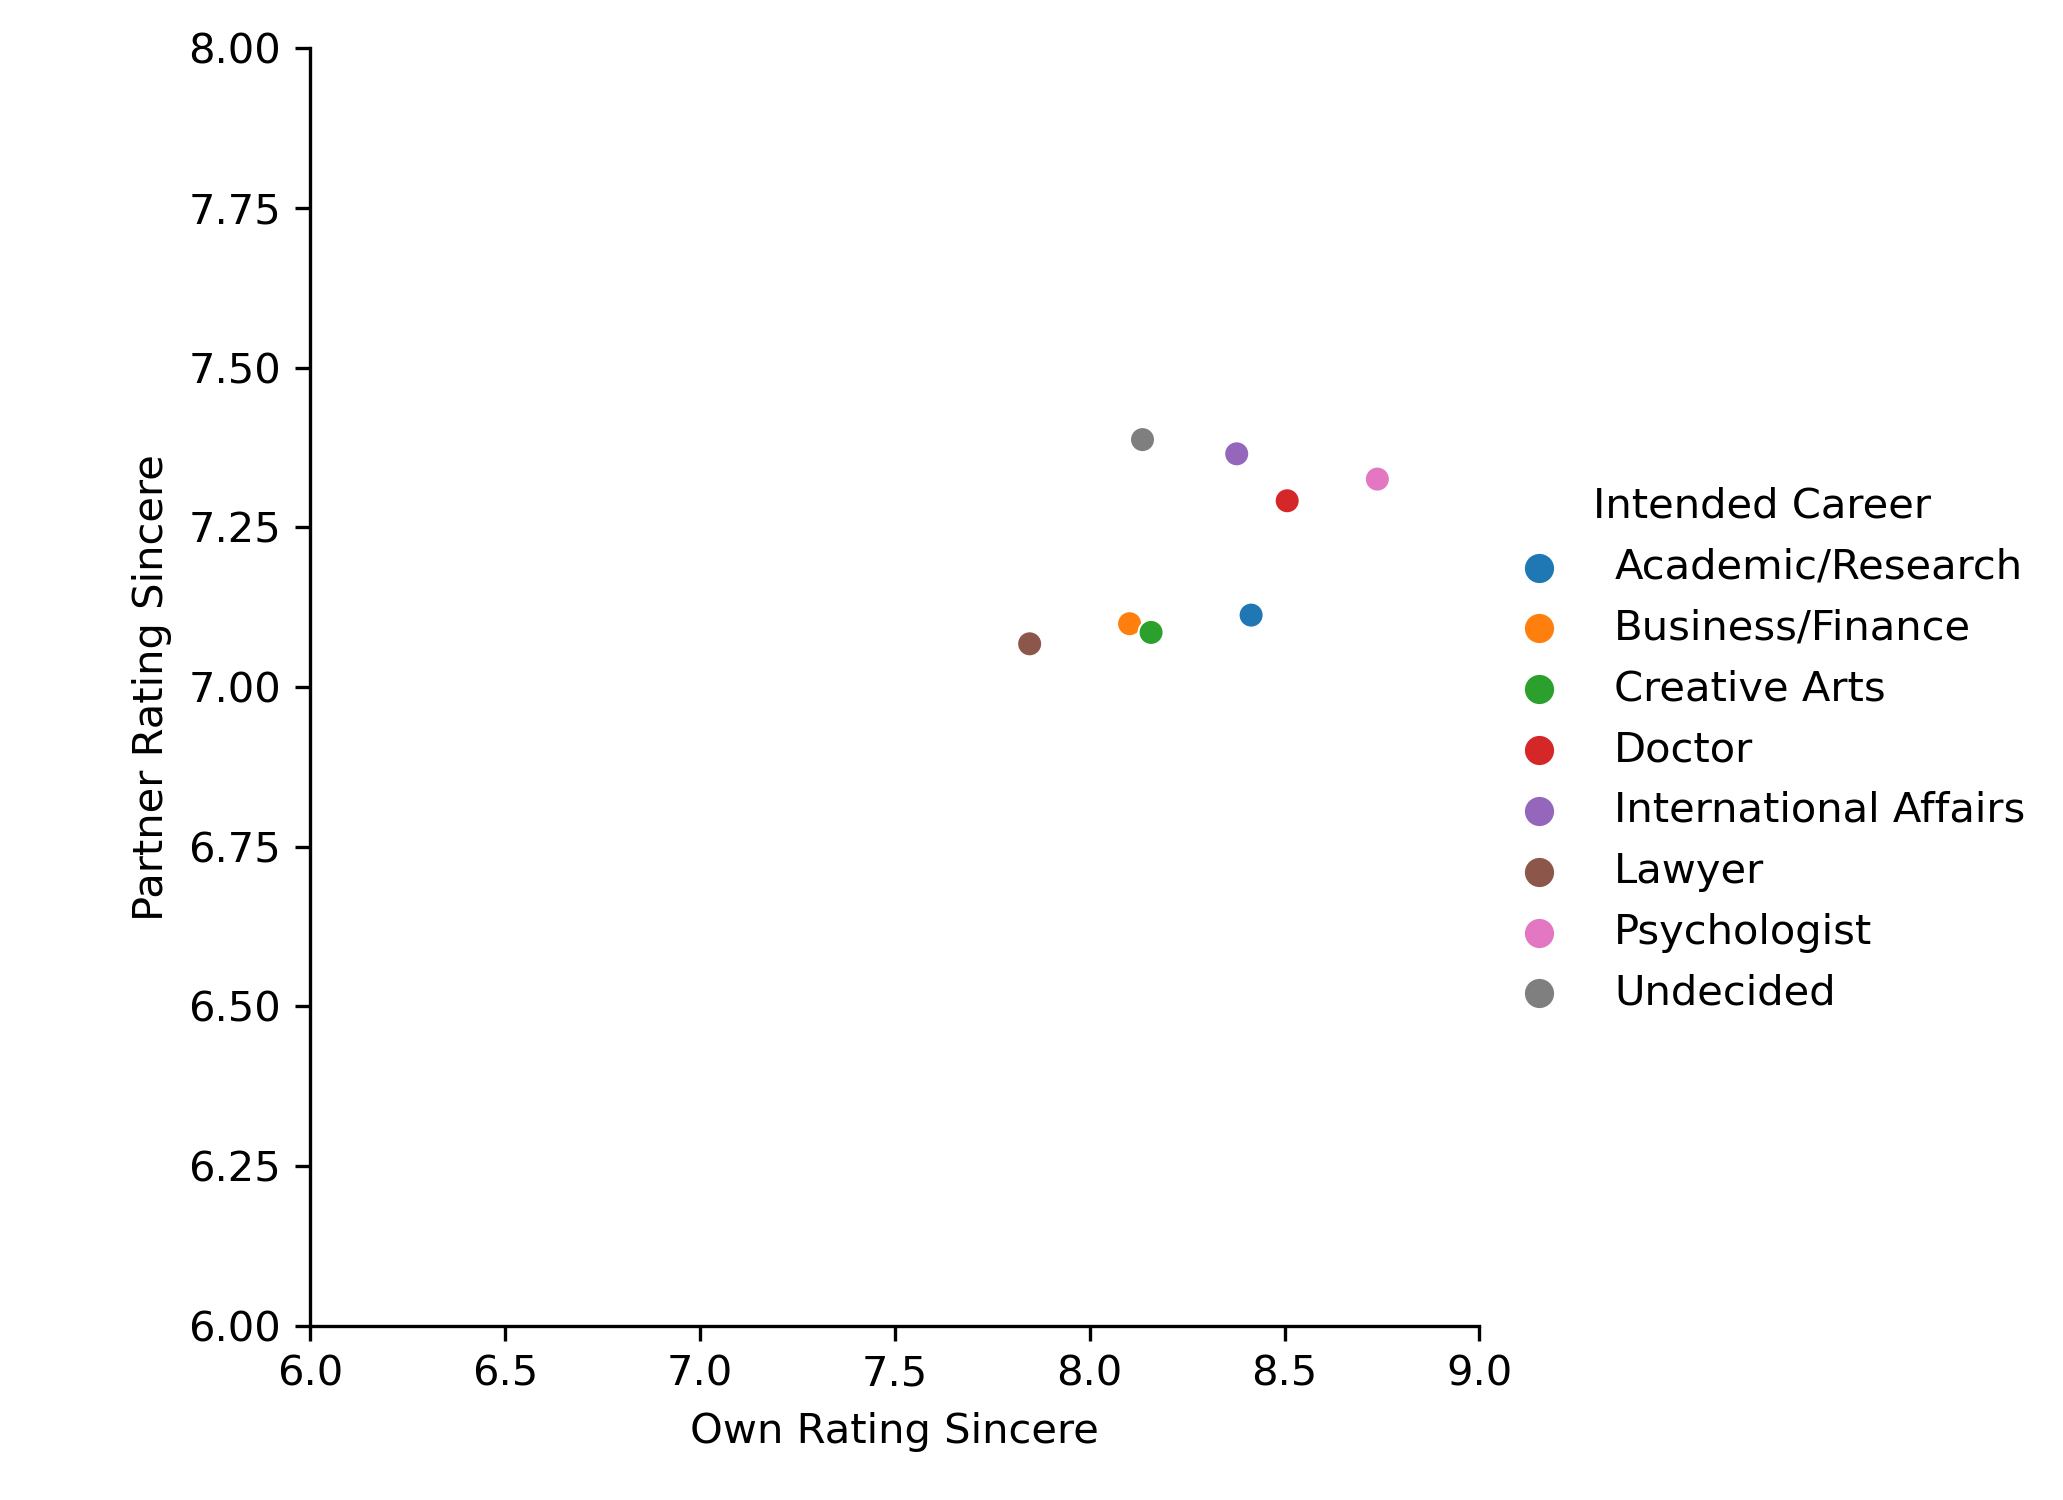 8.00
7.75
7.50
7.25
7.00
6.75
6.50
6.25
6.00
Partner Rating Sincere
6.0 6.5 7.0 7.5 8.0 8.5 9.0
Own Rating Sincere
Intended Career
Academic/Research
Business/Finance
Creative Arts
Doctor
International Affairs
Lawyer
Psychologist
Undecided